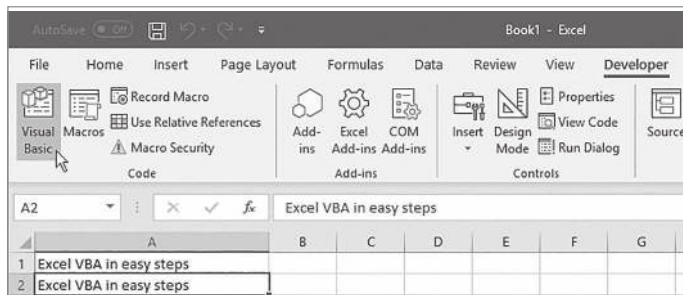 AutoSave Off Book1 - Excel
File Home Insert Page Layout Formulas Data Review View Developer
Record Macro Properties
Use Relative References View Code
Visual Basic Macros Add-ins Excel Add-ins COM Add-ins Insert Design Mode Source
Macro Security Run Dialog
Code Add-ins Controls
A2 fx Excel VBA in easy steps
A B C D E F G
1 Excel VBA in easy steps
2 Excel VBA in easy steps